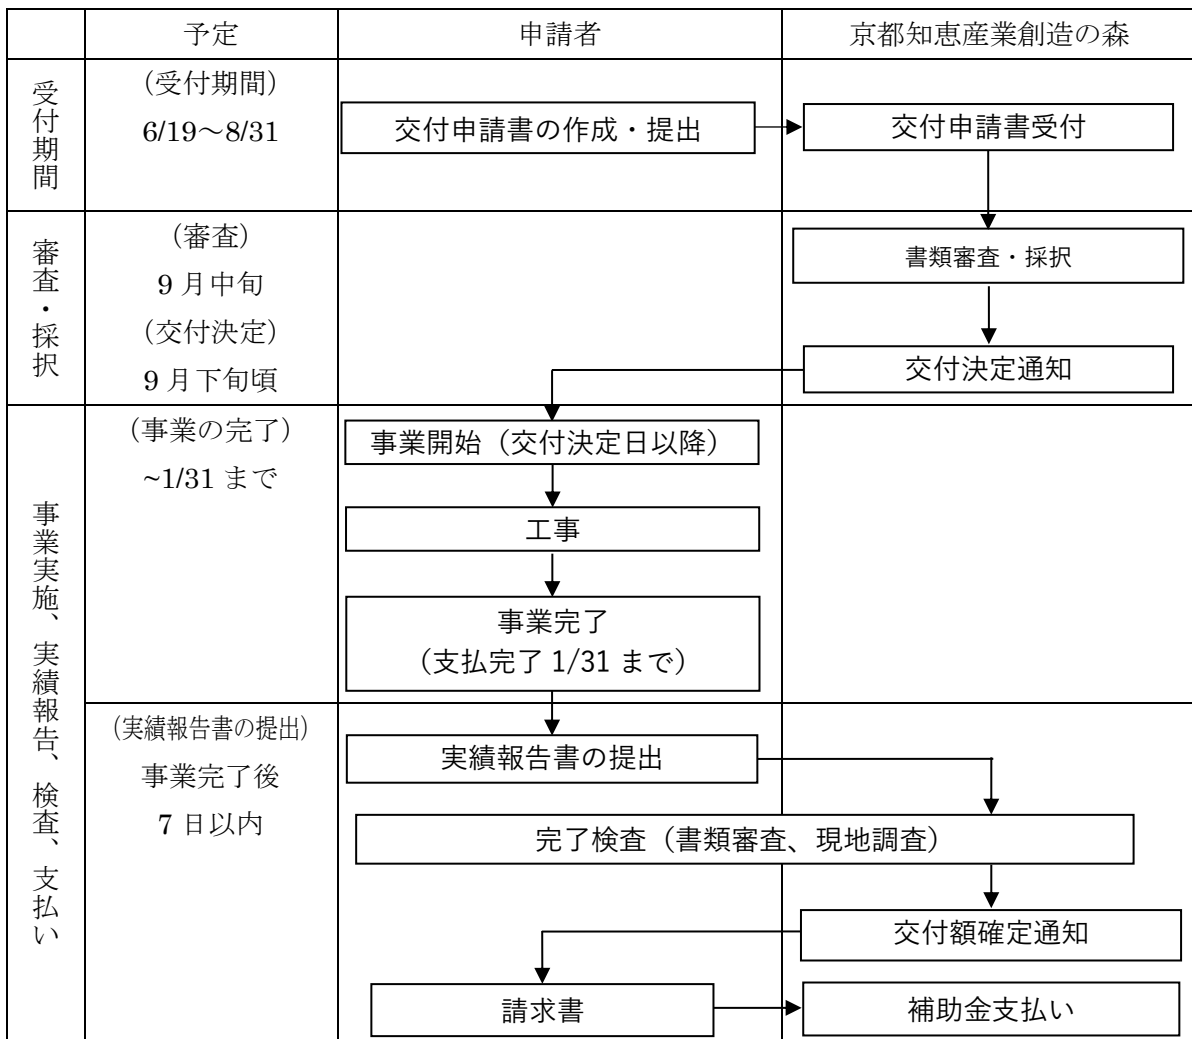 予定
申請者
京都知恵産業創造の森
受付期間
(受付期間)
6/19～8/31
交付申請書の作成・提出
交付申請書受付
審査・採択
(審査)
9月中旬
(交付決定)
9月下旬頃
書類審査・採択
交付決定通知
事業実施、実績報告、検査、支払い
(事業の完了)
~1/31 まで
事業開始（交付決定日以降）
工事
事業完了
（支払完了 1/31 まで）
(実績報告書の提出)
事業完了後
7日以内
実績報告書の提出
完了検査（書類審査、現地調査）
交付額確定通知
請求書
補助金支払い